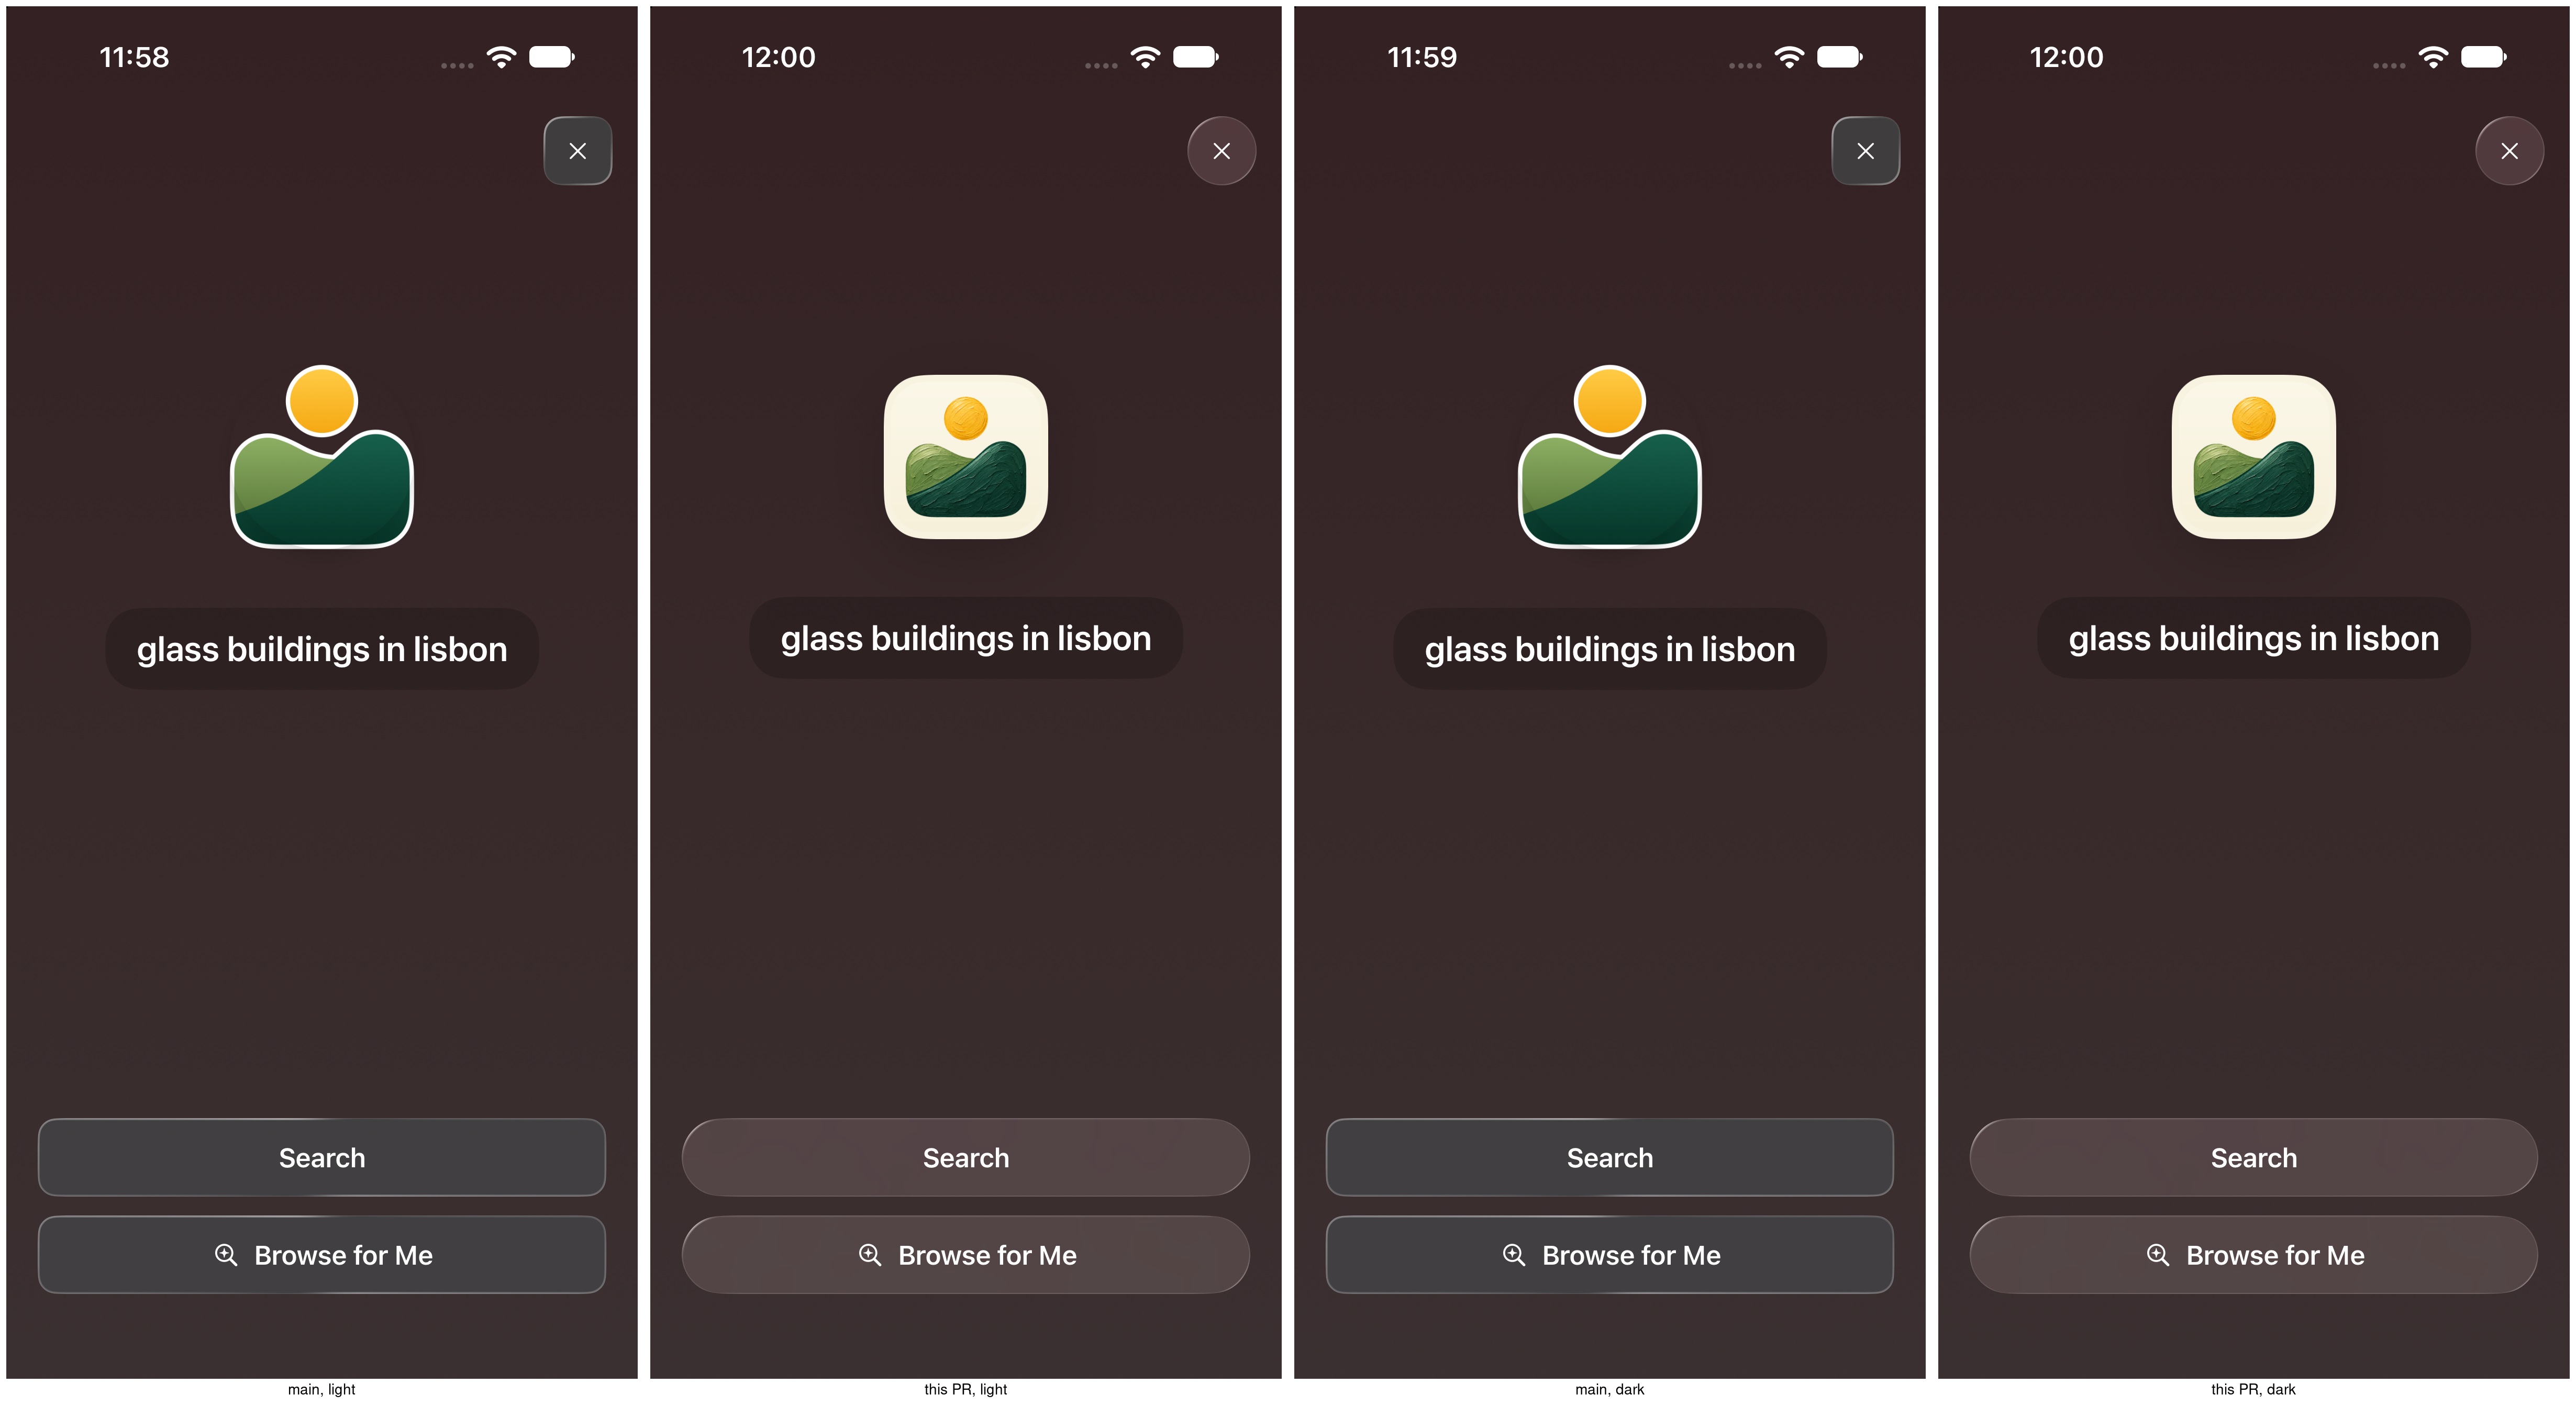 11:58
glass buildings in lisbon
Search
Browse for Me
main, light
12:00
glass buildings in lisbon
Search
Browse for Me
this PR, light
11:59
glass buildings in lisbon
Search
Browse for Me
main, dark
12:00
glass buildings in lisbon
Search
Browse for Me
this PR, dark